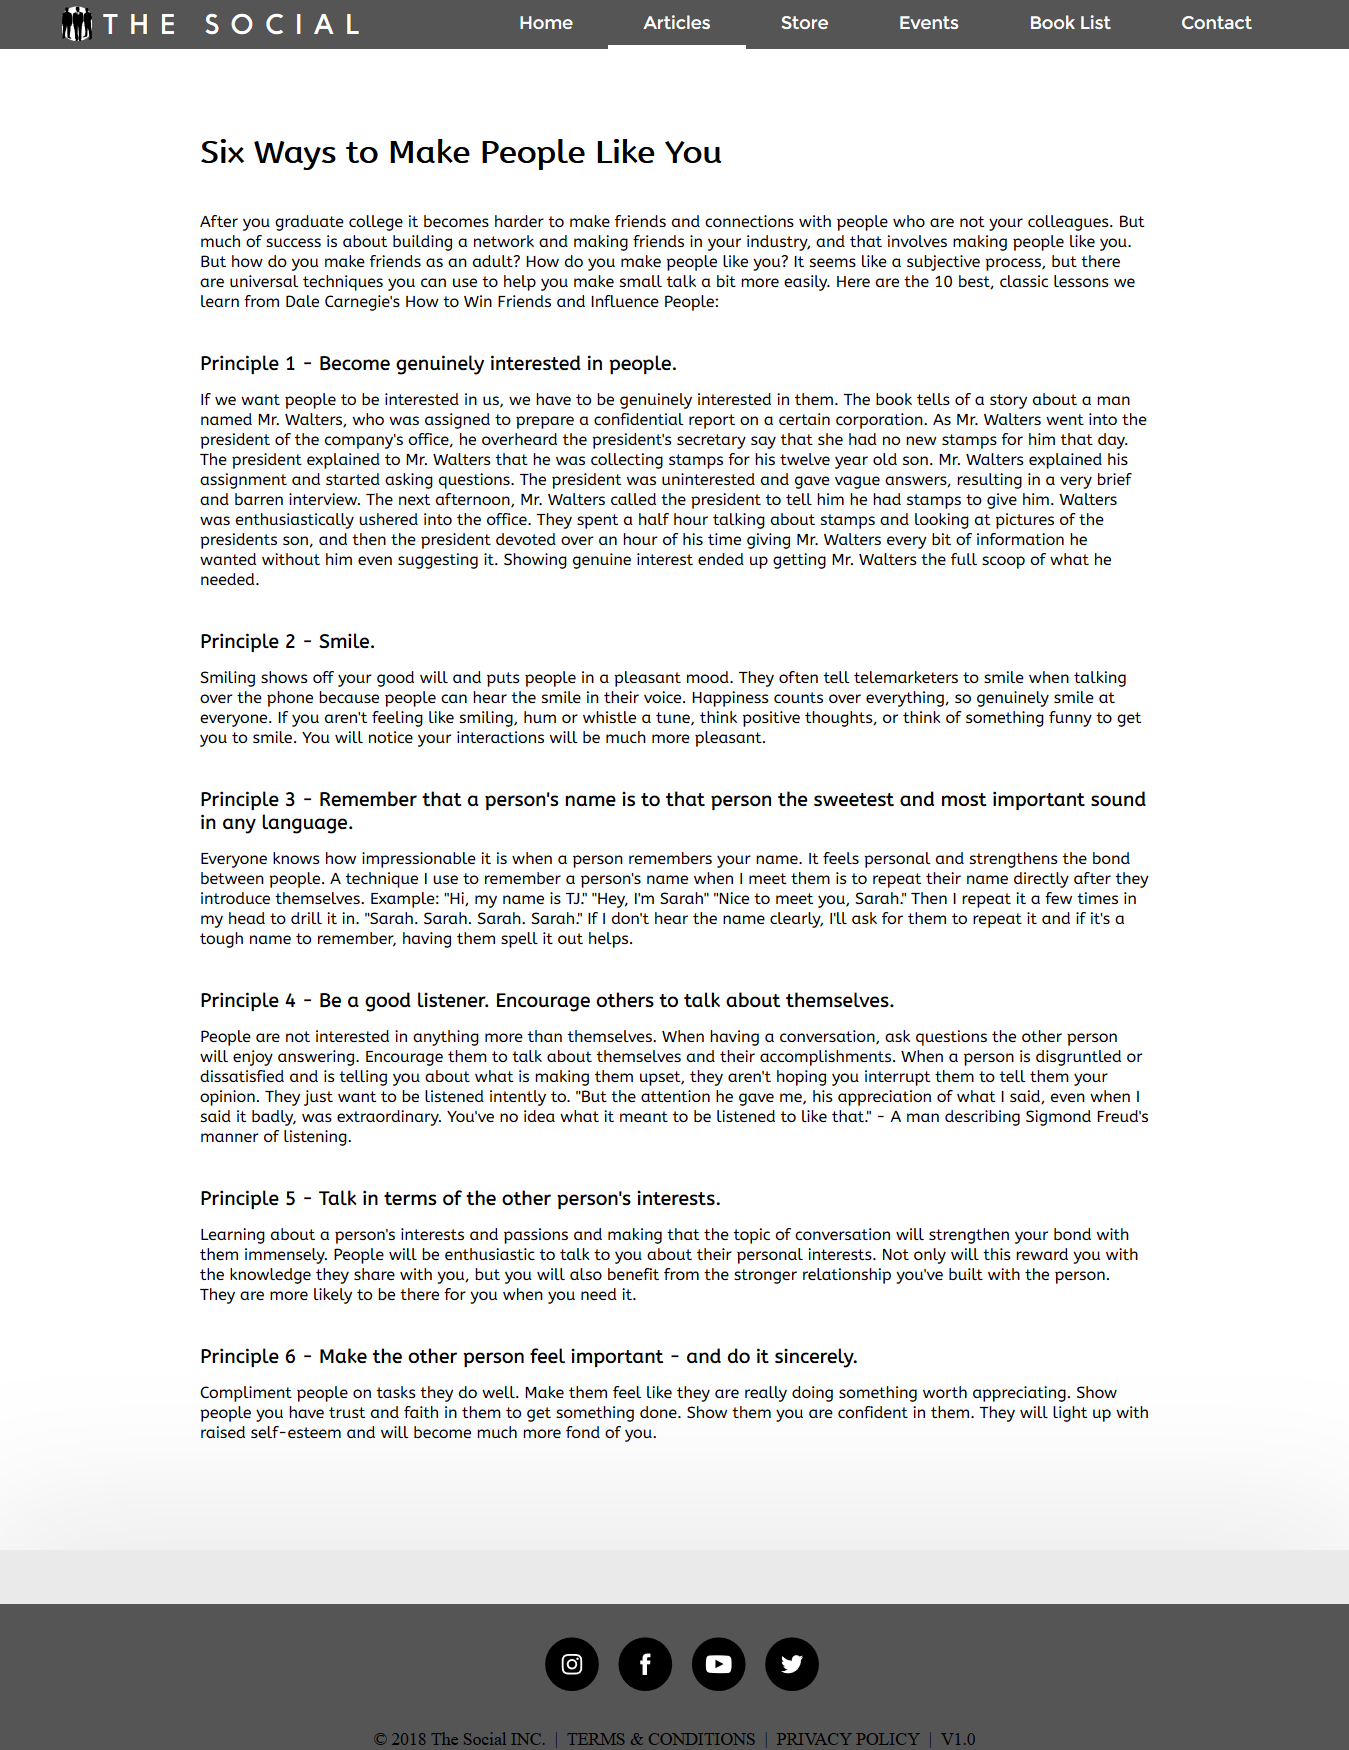 THE SOCIAL
Home Articles Store Events Book List Contact
Six Ways to Make People Like You
After you graduate college it becomes harder to make friends and connections with people who are not your colleagues. But
much of success is about building a network and making friends in your industry, and that involves making people like you.
But how do you make friends as an adult? How do you make people like you? It seems like a subjective process, but there
are universal techniques you can use to help you make small talk a bit more easily. Here are the 10 best, classic lessons we
learn from Dale Carnegie's How to Win Friends and Influence People:
Principle 1 - Become genuinely interested in people.
If we want people to be interested in us, we have to be genuinely interested in them. The book tells of a story about a man
named Mr. Walters, who was assigned to prepare a confidential report on a certain corporation. As Mr. Walters went into the
president of the company's office, he overheard the president's secretary say that she had no new stamps for him that day.
The president explained to Mr. Walters that he was collecting stamps for his twelve year old son. Mr. Walters explained his
assignment and started asking questions. The president was uninterested and gave vague answers, resulting in a very brief
and barren interview. The next afternoon, Mr. Walters called the president to tell him he had stamps to give him. Walters
was enthusiastically ushered into the office. They spent a half hour talking about stamps and looking at pictures of the
presidents son, and then the president devoted over an hour of his time giving Mr. Walters every bit of information he
wanted without him even suggesting it. Showing genuine interest ended up getting Mr. Walters the full scoop of what he
needed.
Principle 2 - Smile.
Smiling shows off your good will and puts people in a pleasant mood. They often tell telemarketers to smile when talking
over the phone because people can hear the smile in their voice. Happiness counts over everything, so genuinely smile at
everyone. If you aren't feeling like smiling, hum or whistle a tune, think positive thoughts, or think of something funny to get
you to smile. You will notice your interactions will be much more pleasant.
Principle 3 - Remember that a person's name is to that person the sweetest and most important sound
in any language.
Everyone knows how impressionable it is when a person remembers your name. It feels personal and strengthens the bond
between people. A technique I use to remember a person's name when I meet them is to repeat their name directly after they
introduce themselves. Example: "Hi, my name is TJ." "Hey, I'm Sarah" "Nice to meet you, Sarah." Then I repeat it a few times in
my head to drill it in. "Sarah. Sarah. Sarah. Sarah." If I don't hear the name clearly, I'll ask for them to repeat it and if it's a
tough name to remember, having them spell it out helps.
Principle 4 - Be a good listener. Encourage others to talk about themselves.
People are not interested in anything more than themselves. When having a conversation, ask questions the other person
will enjoy answering. Encourage them to talk about themselves and their accomplishments. When a person is disgruntled or
dissatisfied and is telling you about what is making them upset, they aren't hoping you interrupt them to tell them your
opinion. They just want to be listened intently to. "But the attention he gave me, his appreciation of what I said, even when I
said it badly, was extraordinary. You've no idea what it meant to be listened to like that." - A man describing Sigmond Freud's
manner of listening.
Principle 5 - Talk in terms of the other person's interests.
Learning about a person's interests and passions and making that the topic of conversation will strengthen your bond with
them immensely. People will be enthusiastic to talk to you about their personal interests. Not only will this reward you with
the knowledge they share with you, but you will also benefit from the stronger relationship you've built with the person.
They are more likely to be there for you when you need it.
Principle 6 - Make the other person feel important - and do it sincerely.
Compliment people on tasks they do well. Make them feel like they are really doing something worth appreciating. Show
people you have trust and faith in them to get something done. Show them you are confident in them. They will light up with
raised self-esteem and will become much more fond of you.
© 2018 The Social INC. | TERMS & CONDITIONS | PRIVACY POLICY | V1.0